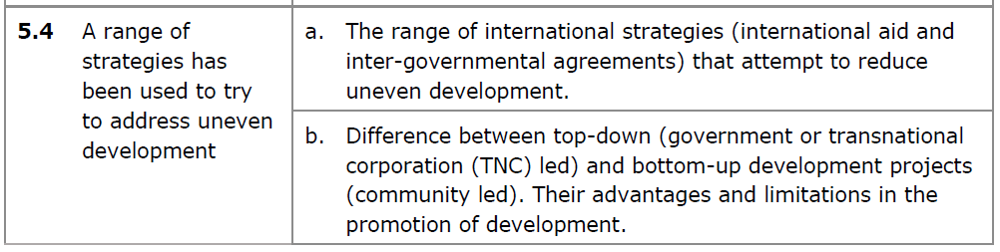 5.4 A range of
strategies has
been used to try
to address uneven
development
a. The range of international strategies (international aid and
inter-governmental agreements) that attempt to reduce
uneven development.
b. Difference between top-down (government or transnational
corporation (TNC) led) and bottom-up development projects
(community led). Their advantages and limitations in the
promotion of development.